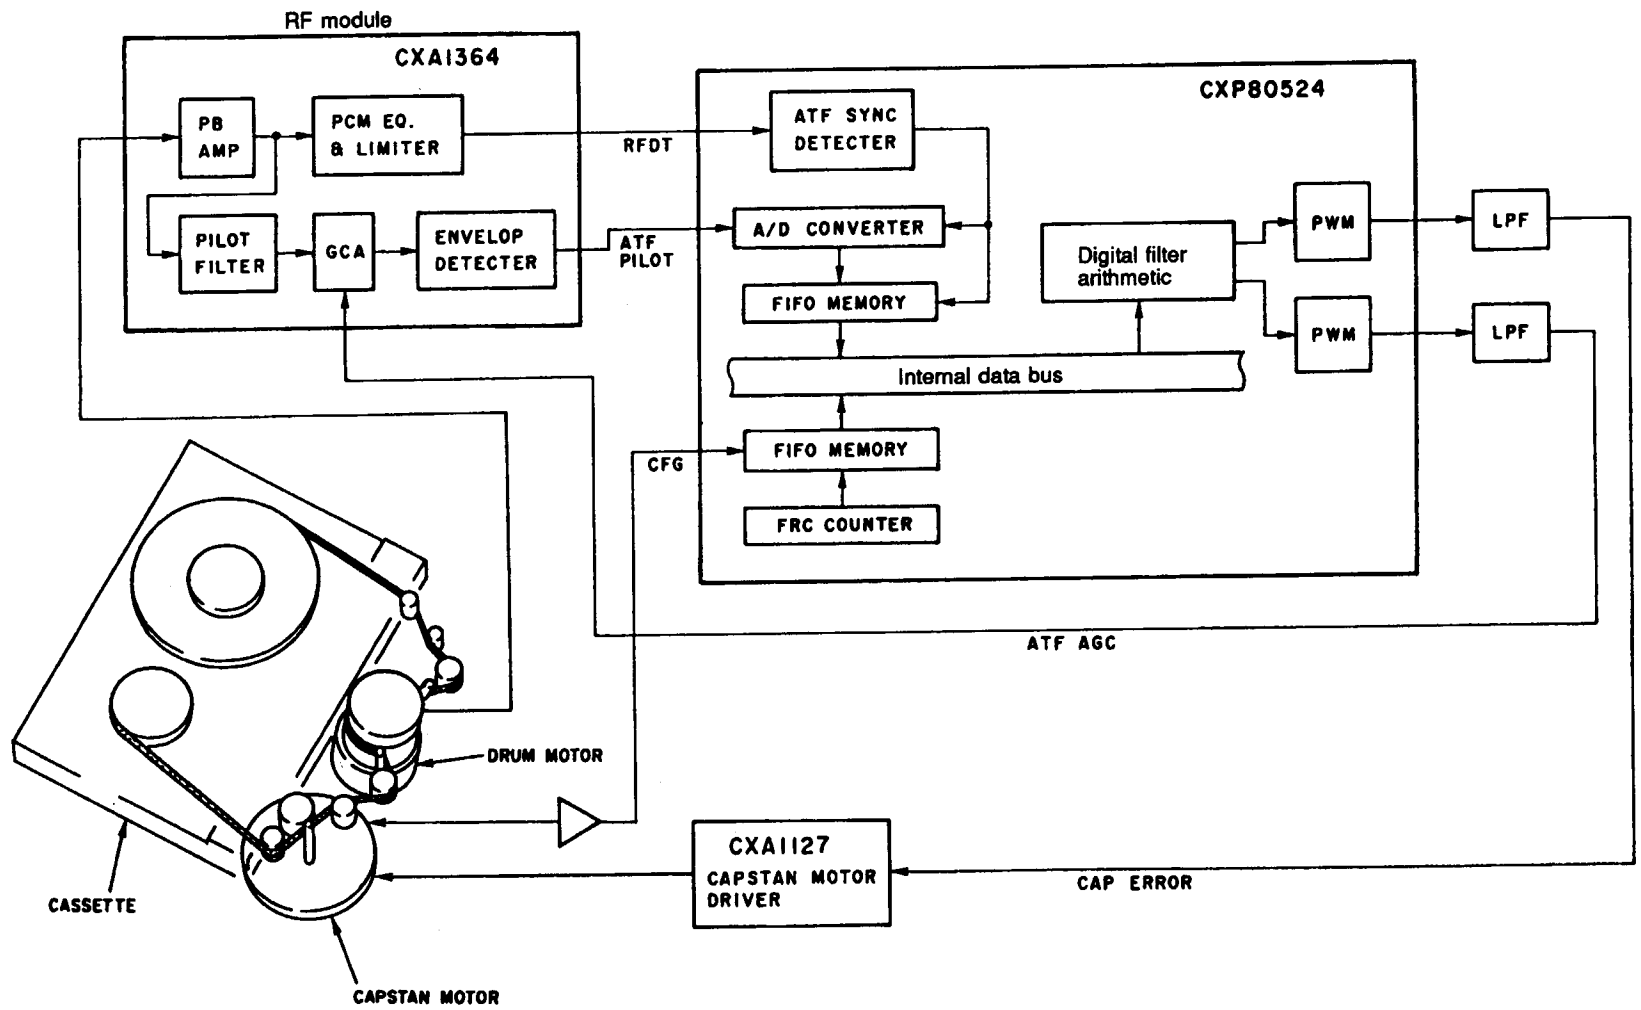 RF module
CXA1364
PB
AMP
PCM EQ.
& LIMITER
PILOT
FILTER
GCA
ENVELOP
DETECTER
RFDT
ATF
PILOT
CXP80524
ATF SYNC
DETECTER
A/D CONVERTER
FIFO MEMORY
Internal data bus
FIFO MEMORY
FRC COUNTER
Digital filter
arithmetic
PWM
PWM
LPF
LPF
CFG
ATF AGC
DRUM MOTOR
CXA1127
CAPSTAN MOTOR
DRIVER
CAP ERROR
CASSETTE
CAPSTAN MOTOR